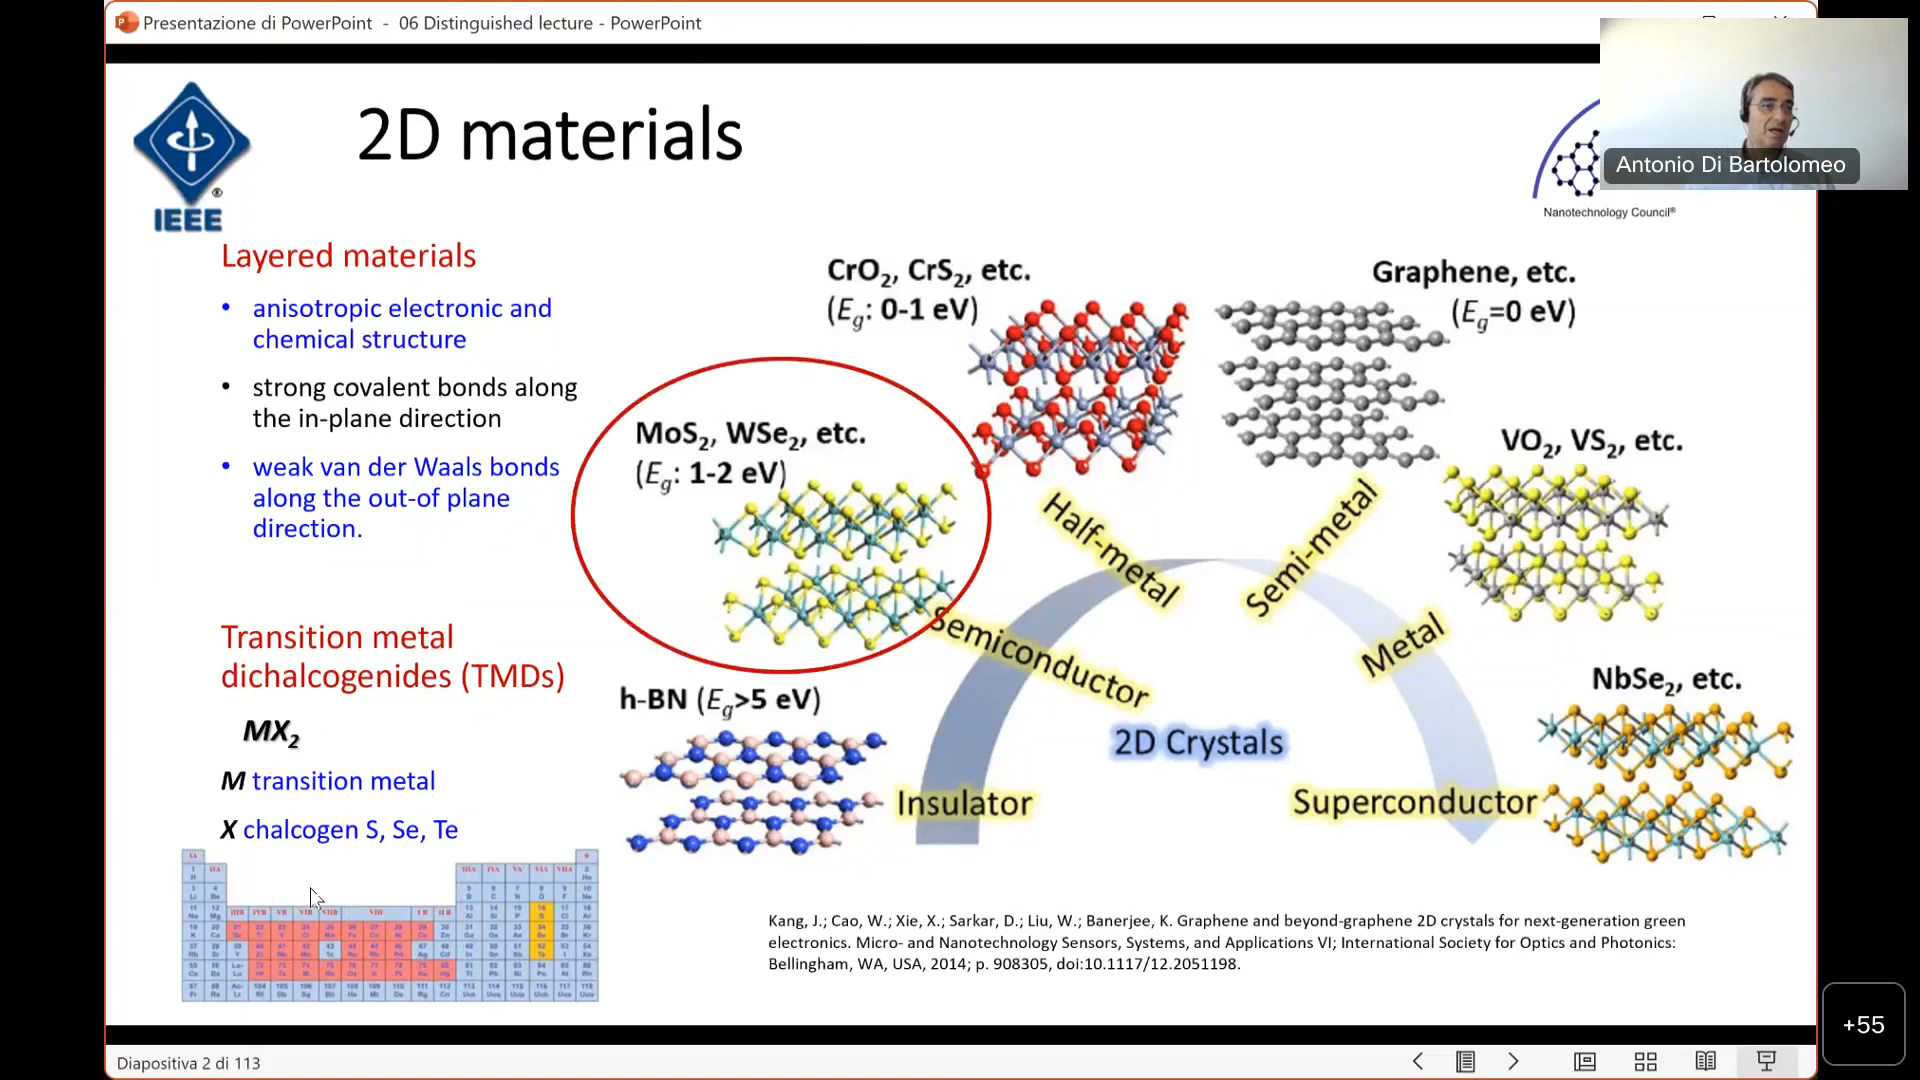 Presentazione di PowerPoint - 06 Distinguished lecture - PowerPoint
Antonio Di Bartolomeo
IEEE
®
2D materials
Nanotechnology Council®
Layered materials
• anisotropic electronic and
chemical structure
• strong covalent bonds along
the in-plane direction
• weak van der Waals bonds
along the out-of plane
direction.
Transition metal
dichalcogenides (TMDs)
MX2
M transition metal
X chalcogen S, Se, Te
CrO2, CrS2, etc.
(Eg: 0-1 eV)
Graphene, etc.
(Eg=0 eV)
MoS2, WSe2, etc.
(Eg: 1-2 eV)
VO2, VS2, etc.
h-BN (Eg>5 eV)
NbSe2, etc.
Half-metal
Semi-metal
Semiconductor
Metal
2D Crystals
Insulator
Superconductor
Kang, J.; Cao, W.; Xie, X.; Sarkar, D.; Liu, W.; Banerjee, K. Graphene and beyond-graphene 2D crystals for next-generation green
electronics. Micro- and Nanotechnology Sensors, Systems, and Applications VI; International Society for Optics and Photonics:
Bellingham, WA, USA, 2014; p. 908305, doi:10.1117/12.2051198.
+55
Diapositiva 2 di 113